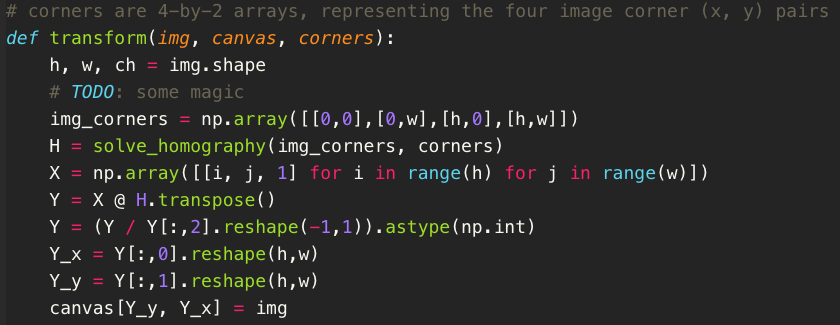 # corners are 4-by-2 arrays, representing the four image corner (x, y) pairs
def transform(img, canvas, corners):
    h, w, ch = img.shape
    # TODO: some magic
    img_corners = np.array([[0,0],[0,w],[h,0],[h,w]])
    H = solve_homography(img_corners, corners)
    X = np.array([[i, j, 1] for i in range(h) for j in range(w)])
    Y = X @ H.transpose()
    Y = (Y / Y[:,2].reshape(-1,1)).astype(np.int)
    Y_x = Y[:,0].reshape(h,w)
    Y_y = Y[:,1].reshape(h,w)
    canvas[Y_y, Y_x] = img